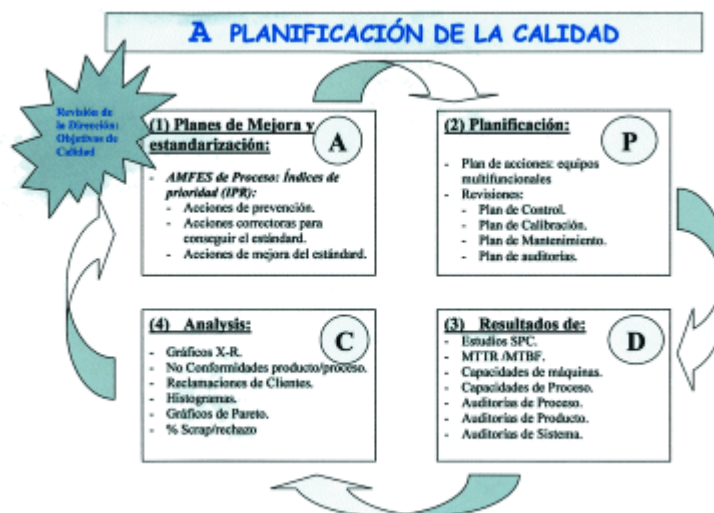 A PLANIFICACIÓN DE LA CALIDAD
Revisión de
la Dirección:
Objetivos de
Calidad
(1) Planes de Mejora y
estandarización:
A
- AMFES de Proceso: Índices de
prioridad (IPR):
- Acciones de prevención.
- Acciones correctoras para
conseguir el estándard.
- Acciones de mejora del estándard.
(2) Planificación:
P
- Plan de acciones: equipos
multifuncionales
- Revisiones:
- Plan de Control.
- Plan de Calibración.
- Plan de Mantenimiento.
- Plan de auditorías.
(4) Analysis:
C
- Gráficos X-R.
- No Conformidades producto/proceso.
- Reclamaciones de Clientes.
- Histogramas.
- Gráficos de Pareto.
- % Scrap/rechazo
(3) Resultados de:
D
- Estudios SPC.
- MTTR /MTBF.
- Capacidades de máquinas.
- Capacidades de Proceso.
- Auditorías de Proceso.
- Auditorías de Producto.
- Auditorías de Sistema.